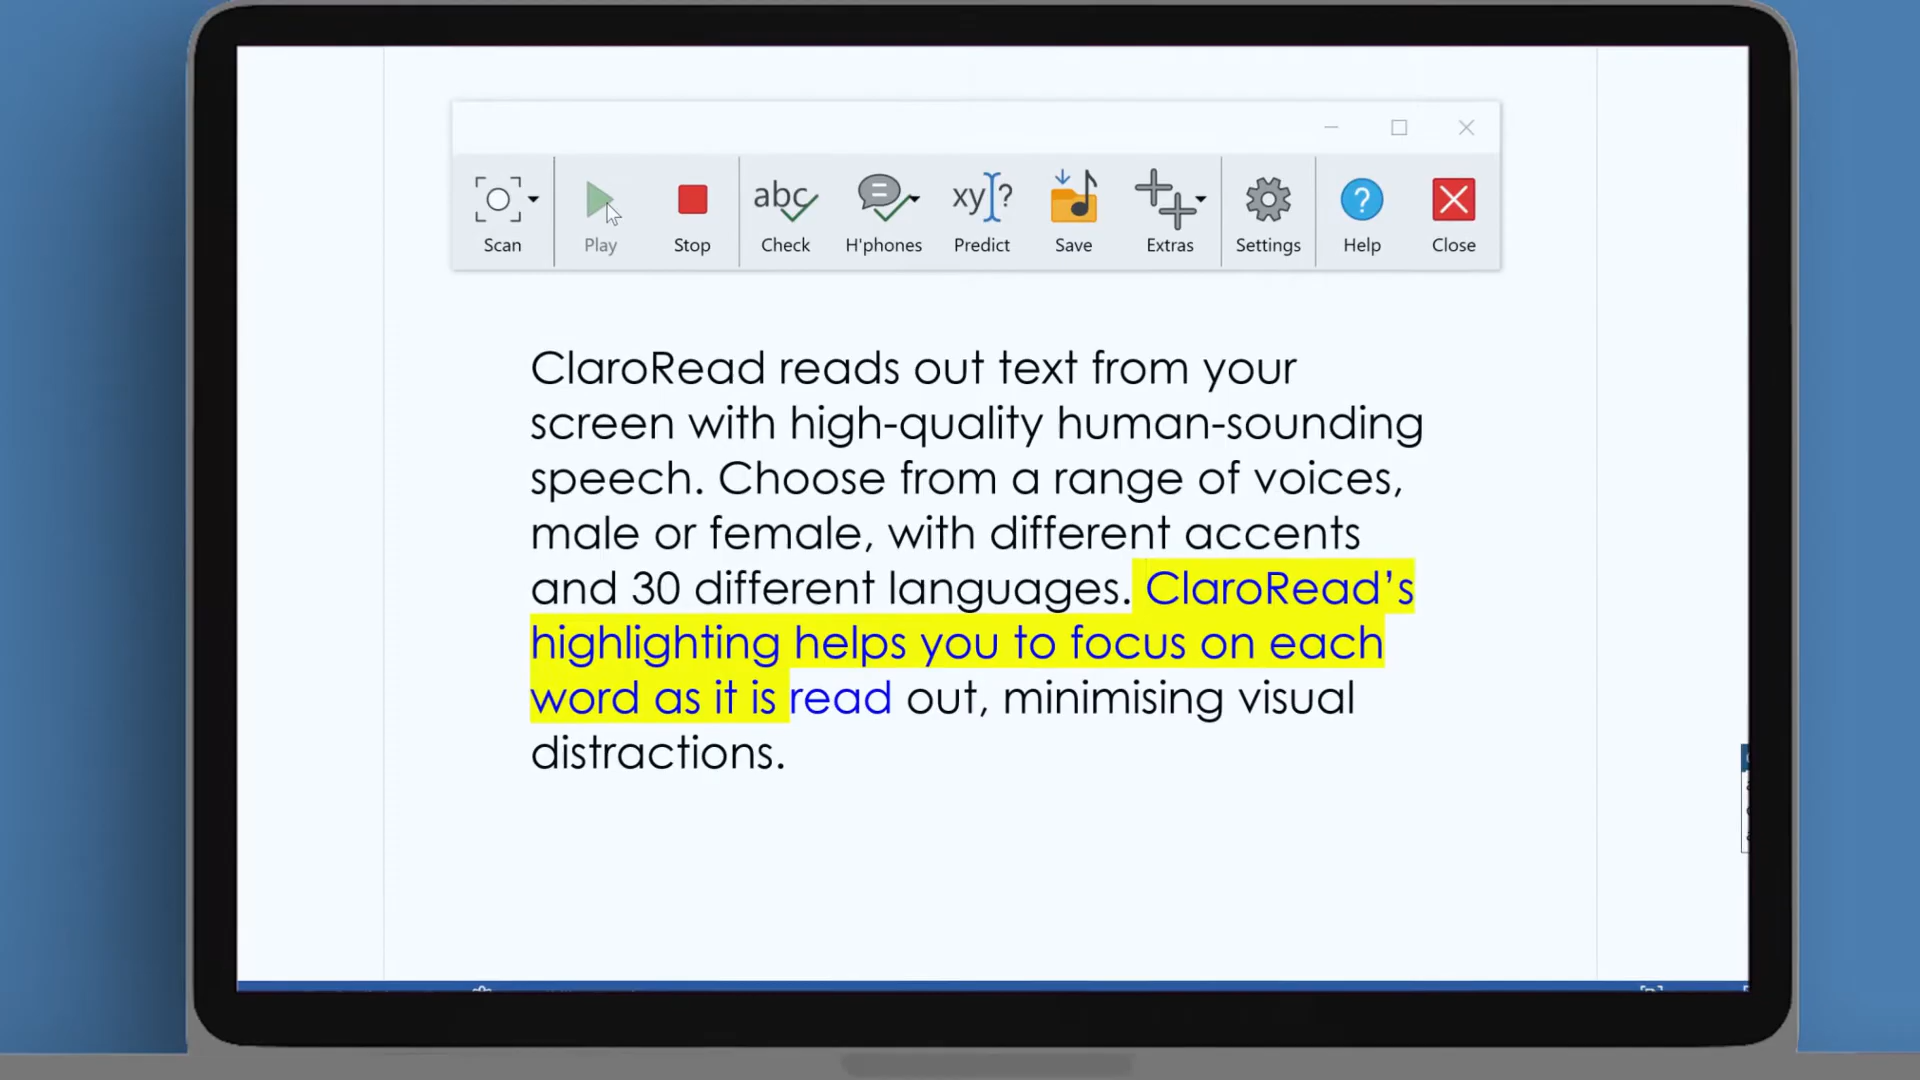 Scan
Play
Stop
abc
Check
H'phones
xy ?
Predict
Save
Extras
Settings
?
Help
Close
ClaroRead reads out text from your
screen with high-quality human-sounding
speech. Choose from a range of voices,
male or female, with different accents
and 30 different languages. ClaroRead’s
highlighting helps you to focus on each
word as it is read out, minimising visual
distractions.